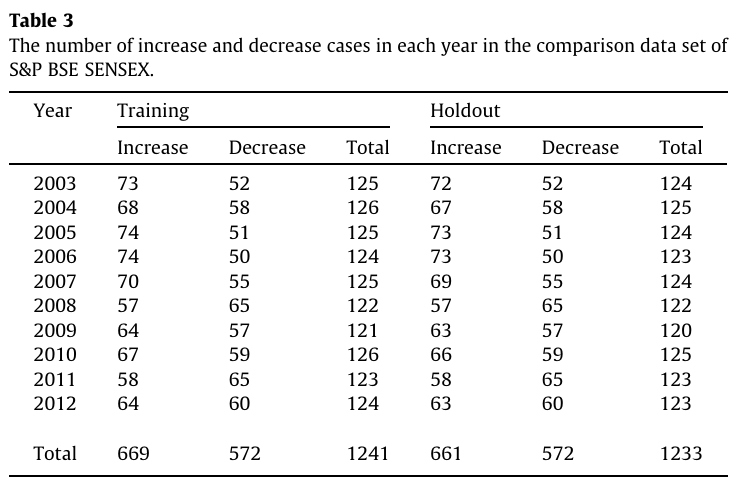 Table 3
The number of increase and decrease cases in each year in the comparison data set of
S&P BSE SENSEX.
Year Training Holdout
Increase Decrease Total Increase Decrease Total
2003 73 52 125 72 52 124
2004 68 58 126 67 58 125
2005 74 51 125 73 51 124
2006 74 50 124 73 50 123
2007 70 55 125 69 55 124
2008 57 65 122 57 65 122
2009 64 57 121 63 57 120
2010 67 59 126 66 59 125
2011 58 65 123 58 65 123
2012 64 60 124 63 60 123
Total 669 572 1241 661 572 1233